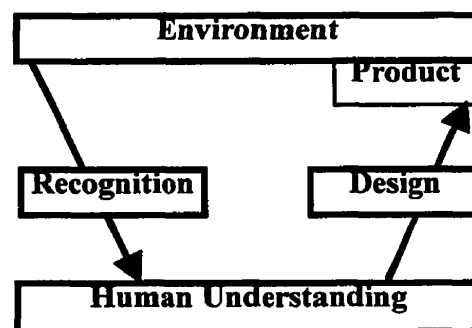 Environment
Product
Recognition
Design
Human Understanding